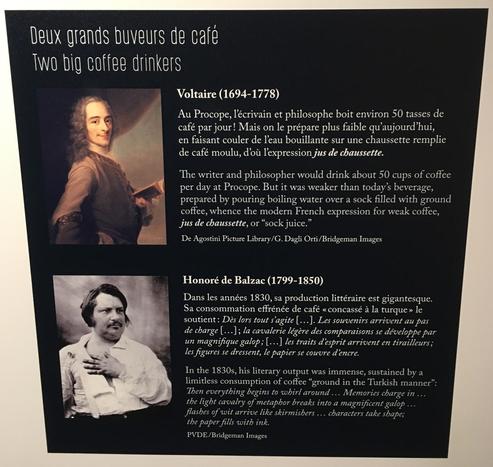 Deux grands buveurs de café
Two big coffee drinkers
Voltaire (1694-1778)
Au Procope, l'écrivain et philosophe boit environ 50 tasses de
café par jour! Mais on le prépare plus faible qu'aujourd'hui,
en faisant couler de l'eau bouillante sur une chaussette remplie
de café moulu, d'où l'expression jus de chaussette.
The writer and philosopher would drink about 50 cups of coffee
per day at Procope. But it was weaker than today's beverage,
prepared by pouring boiling water over a sock filled with ground
coffee, whence the modern French expression for weak coffee,
jus de chaussette, or "sock juice."
De Agostini Picture Library/G. Dagli Orti/Bridgeman Images
Honoré de Balzac (1799-1850)
Dans les années 1830, sa production littéraire est gigantesque.
Sa consommation effrénée de café « concassé à la turque » le
soutient : Dès lors tout s'agite [...]. Les souvenirs arrivent au pas
de charge [...] ; la cavalerie légère des comparaisons se développe par
un magnifique galop ; [...] les traits d'esprit arrivent en tirailleurs ;
les figures se dressent, le papier se couvre d'encre.
In the 1830s, his literary output was immense, sustained by a
limitless consumption of coffee "ground in the Turkish manner":
Then everything begins to whirl around ... Memories charge in ...
the light cavalry of metaphor breaks into a magnificent galop ...
flashes of wit arrive like skirmishers ... characters take shape;
the paper fills with ink.
PVDE/Bridgeman Images